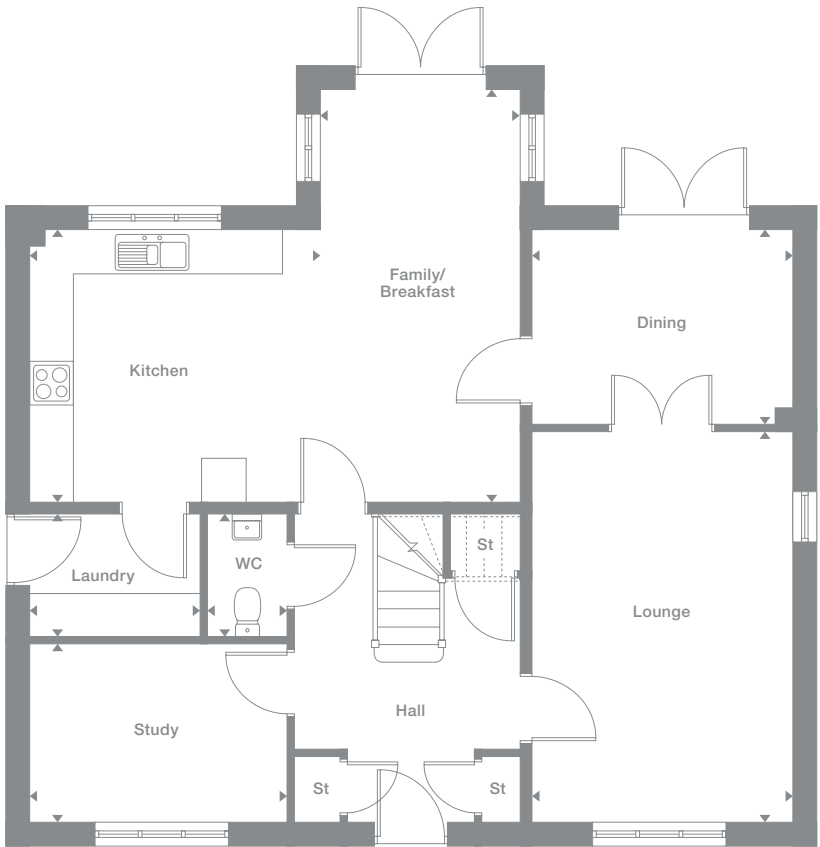 Family/
Breakfast
Dining
Kitchen
St
WC
Laundry
Lounge
Hall
Study
St
St